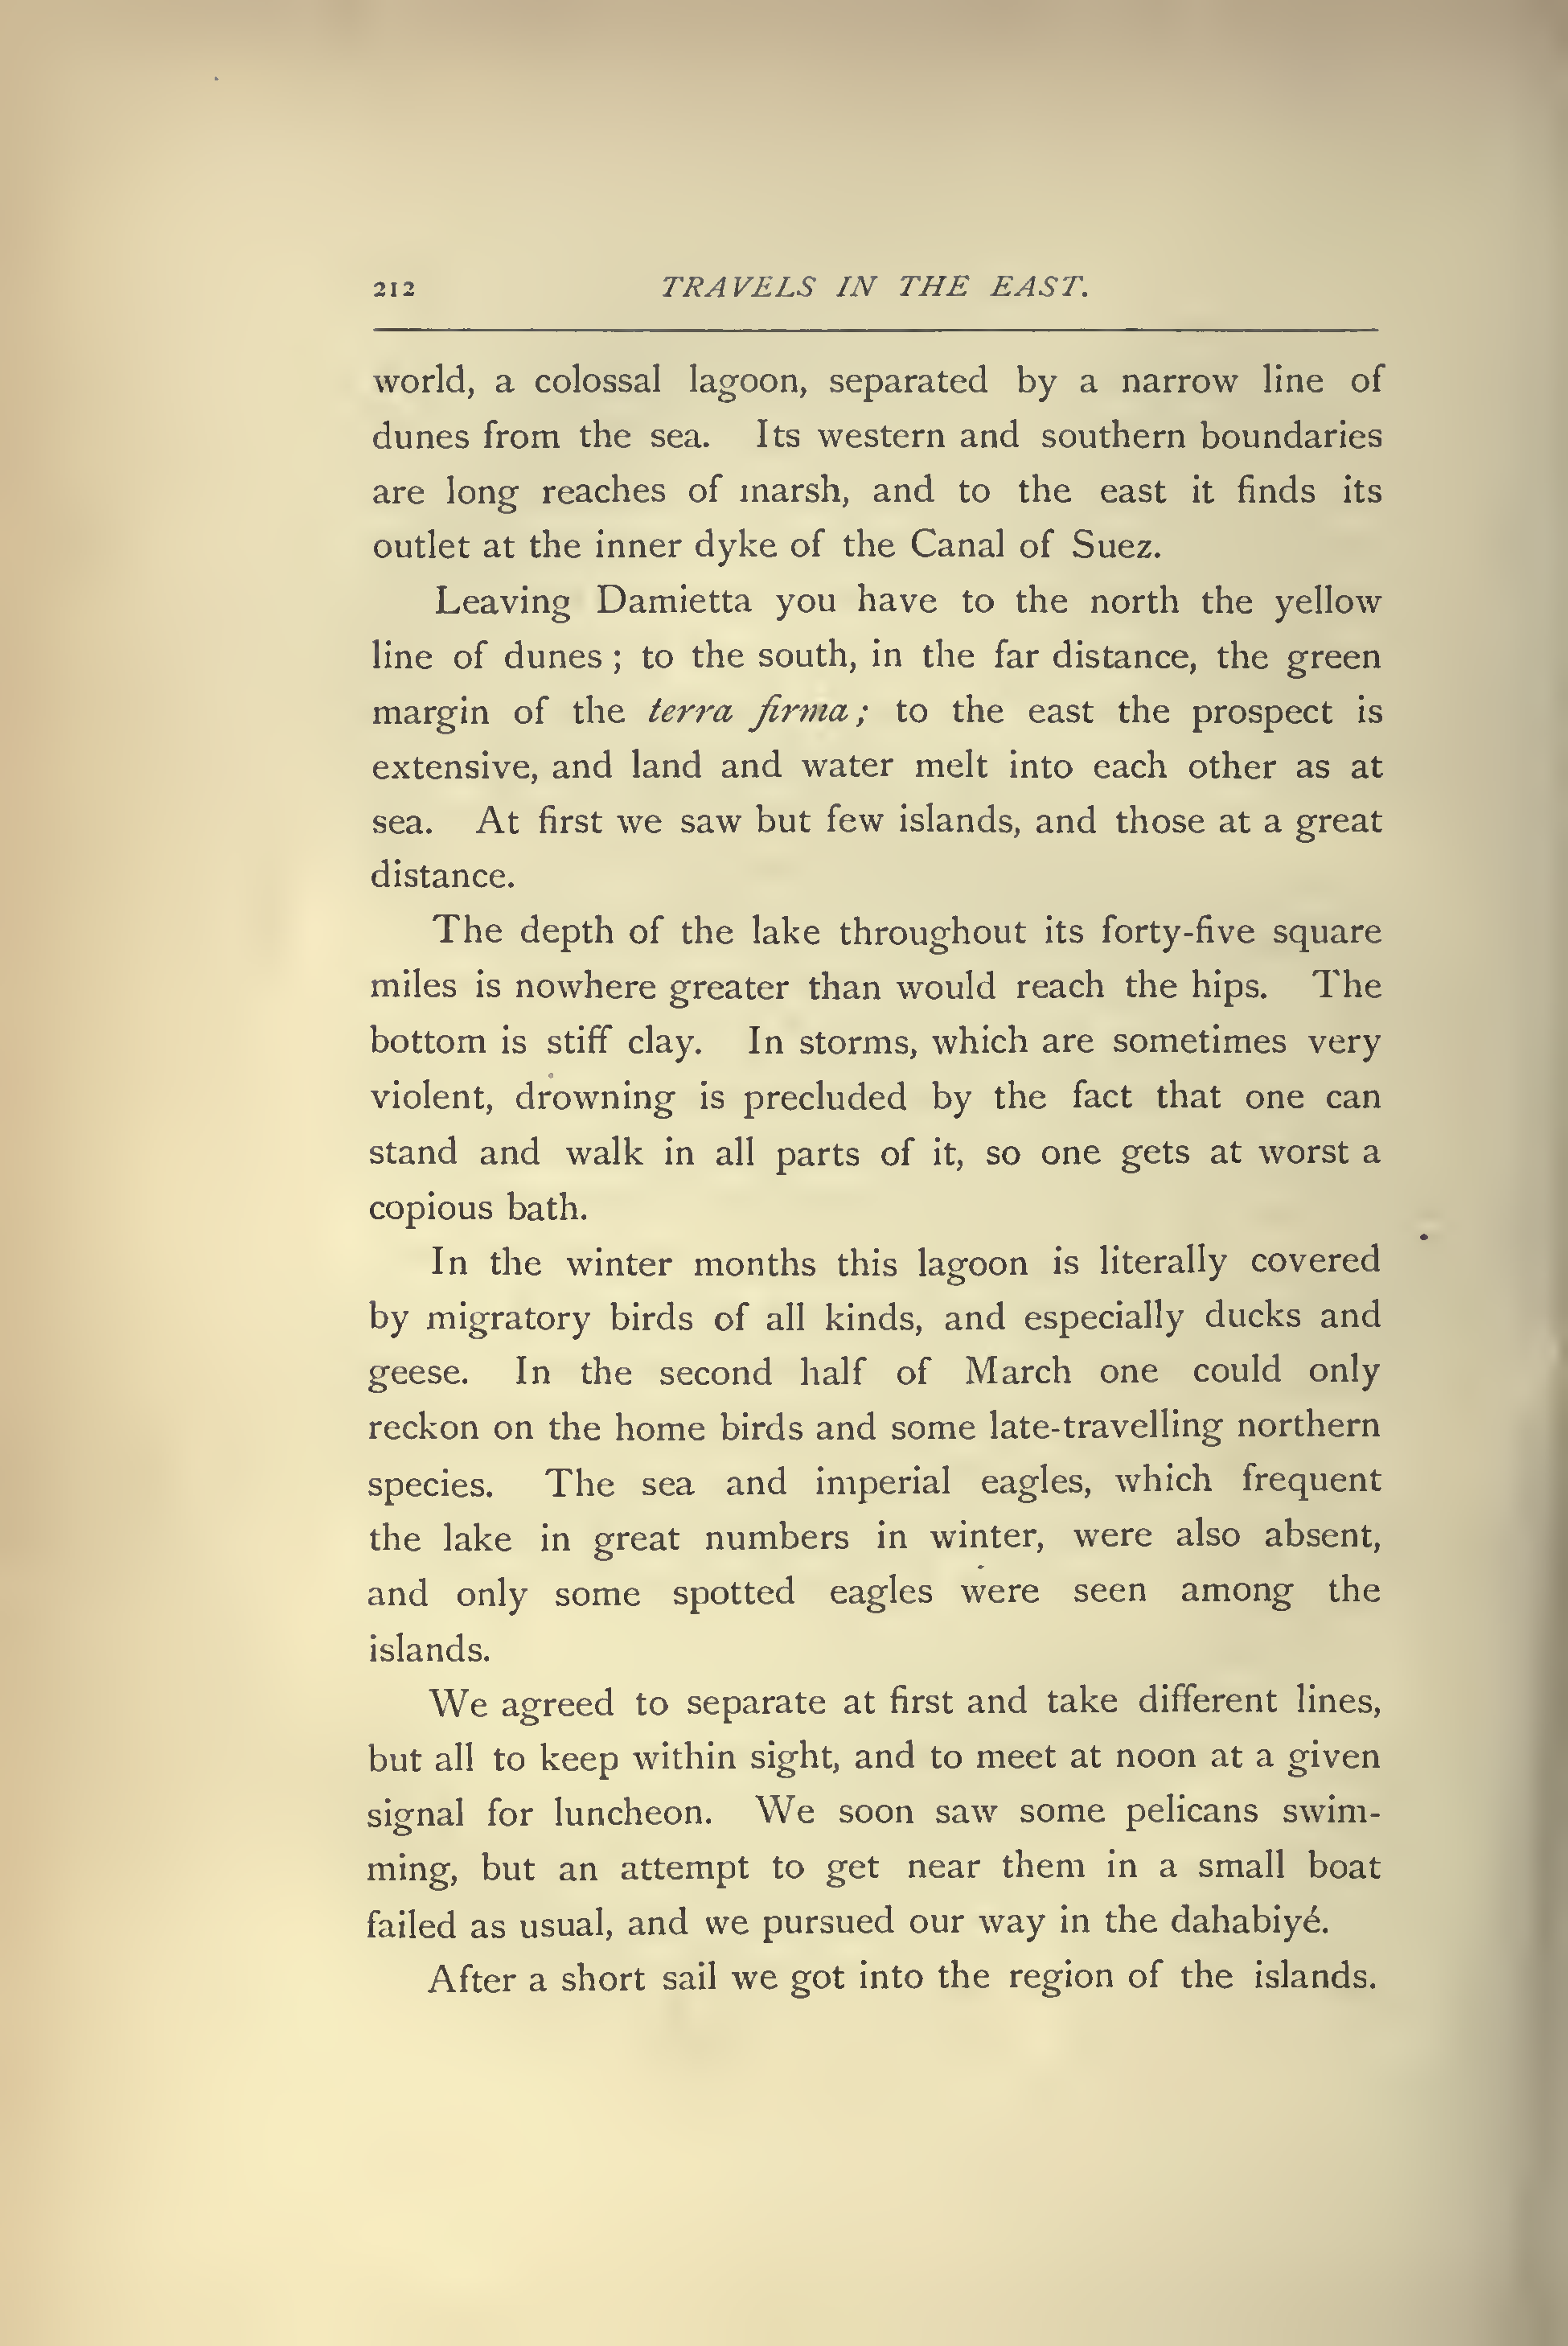 212 TRAVELS IN THE EAST.
world, a colossal lagoon, separated by a narrow line of
dunes from the sea. Its western and southern boundaries
are long reaches of marsh, and to the east it finds its
outlet at the inner dyke of the Canal of Suez.
Leaving Damietta you have to the north the yellow
line of dunes; to the south, in the far distance, the green
margin of the terra firma; to the east the prospect is
extensive, and land and water melt into each other as at
sea. At first we saw but few islands, and those at a great
distance.
The depth of the lake throughout its forty-five square
miles is nowhere greater than would reach the hips. The
bottom is stiff clay. In storms, which are sometimes very
violent, drowning is precluded by the fact that one can
stand and walk in all parts of it, so one gets at worst a
copious bath.
In the winter months this lagoon is literally covered
by migratory birds of all kinds, and especially ducks and
geese. In the second half of March one could only
reckon on the home birds and some late-travelling northern
species. The sea and imperial eagles, which frequent
the lake in great numbers in winter, were also absent,
and only some spotted eagles were seen among the
islands.
We agreed to separate at first and take different lines,
but all to keep within sight, and to meet at noon at a given
signal for luncheon. We soon saw some pelicans swim-
ming, but an attempt to get near them in a small boat
failed as usual, and we pursued our way in the dahabiyé.
After a short sail we got into the region of the islands.